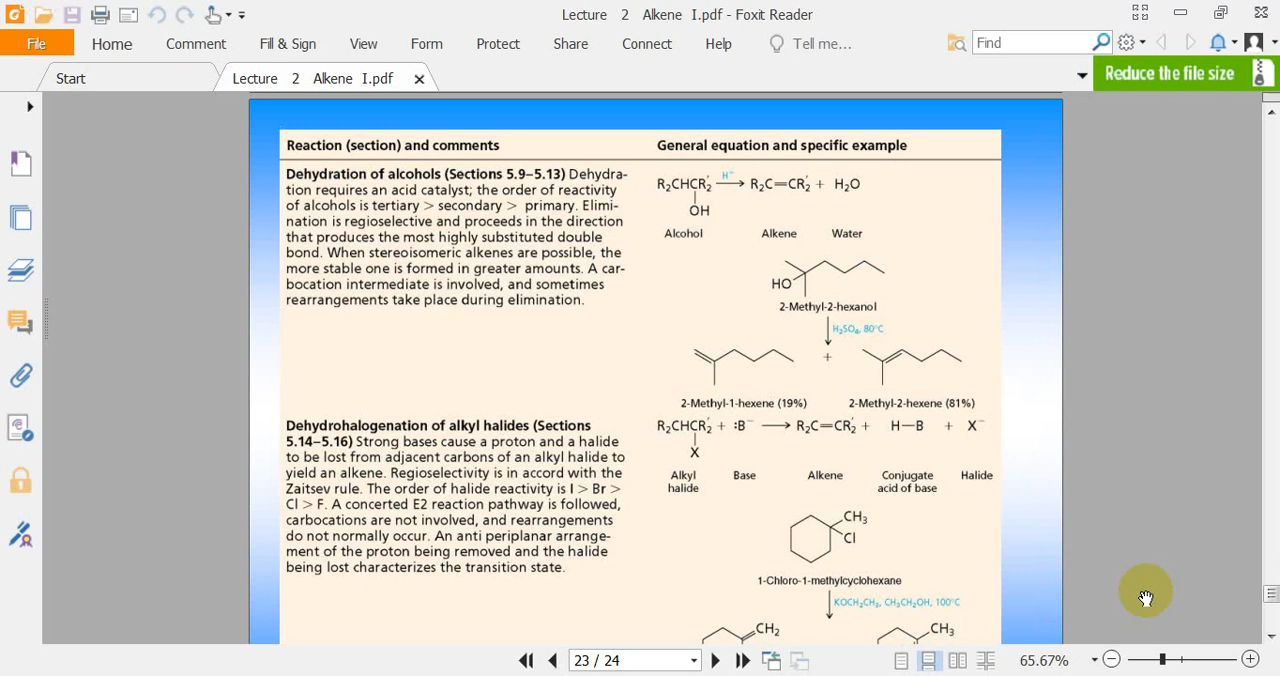 Lecture 2 Alkene I.pdf - Foxit Reader
File Home Comment Fill & Sign View Form Protect Share Connect Help Tell me... Find
Start Lecture 2 Alkene I.pdf Reduce the file size
Reaction (section) and comments General equation and specific example
Dehydration of alcohols (Sections 5.9–5.13) Dehydra-
tion requires an acid catalyst; the order of reactivity
of alcohols is tertiary > secondary > primary. Elimi-
nation is regioselective and proceeds in the direction
that produces the most highly substituted double
bond. When stereoisomeric alkenes are possible, the
more stable one is formed in greater amounts. A car-
bocation intermediate is involved, and sometimes
rearrangements take place during elimination.
H⁺
R₂CHCR₂′ → R₂C=CR₂′ + H₂O
OH
Alcohol Alkene Water
HO
2-Methyl-2-hexanol
H₂SO₄, 80°C
+
2-Methyl-1-hexene (19%) 2-Methyl-2-hexene (81%)
Dehydrohalogenation of alkyl halides (Sections
5.14–5.16) Strong bases cause a proton and a halide
to be lost from adjacent carbons of an alkyl halide to
yield an alkene. Regioselectivity is in accord with the
Zaitsev rule. The order of halide reactivity is I > Br >
Cl > F. A concerted E2 reaction pathway is followed,
carbocations are not involved, and rearrangements
do not normally occur. An anti periplanar arrange-
ment of the proton being removed and the halide
being lost characterizes the transition state.
R₂CHCR₂′ + :B⁻ → R₂C=CR₂′ + H—B + X⁻
X
Alkyl Base Alkene Conjugate Halide
halide acid of base
CH₃
Cl
1-Chloro-1-methylcyclohexane
KOCH₂CH₃, CH₃CH₂OH, 100°C
CH₂ CH₃
23 / 24 65.67%